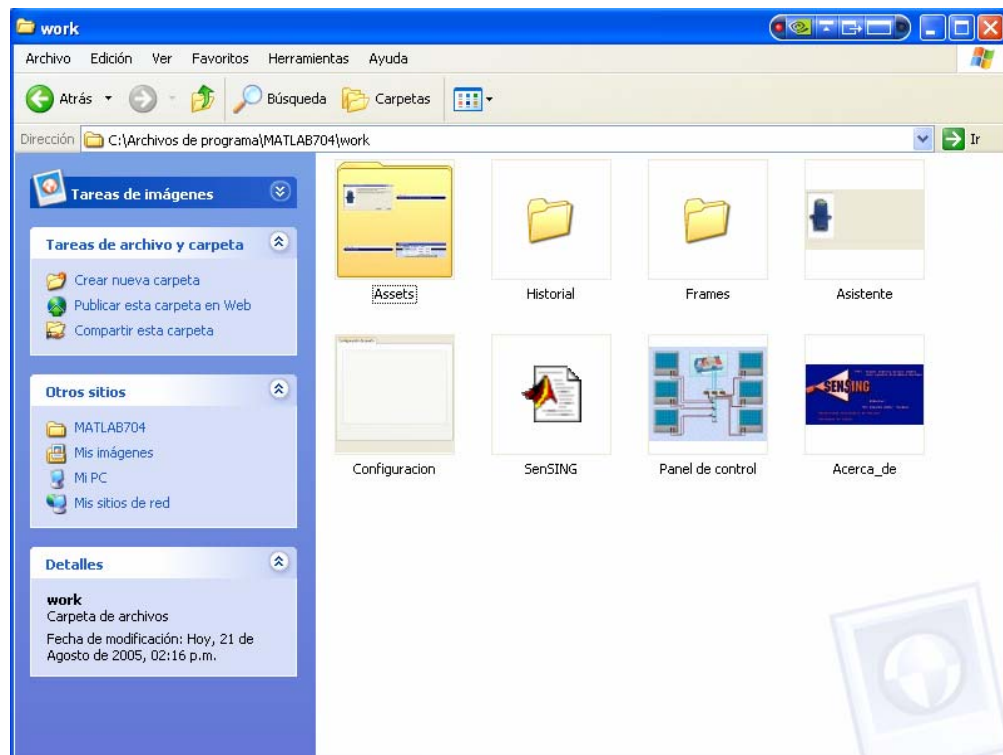 work
Archivo Edición Ver Favoritos Herramientas Ayuda
Atrás Búsqueda Carpetas
Dirección C:\Archivos de programa\MATLAB704\work Ir
Tareas de imágenes
Tareas de archivo y carpeta
Crear nueva carpeta
Publicar esta carpeta en Web
Compartir esta carpeta
Otros sitios
MATLAB704
Mis imágenes
Mi PC
Mis sitios de red
Detalles
work
Carpeta de archivos
Fecha de modificación: Hoy, 21 de
Agosto de 2005, 02:16 p.m.
Assets
Historial
Frames
Asistente
SENSING
Configuracion
SenSING
Panel de control
Acerca_de